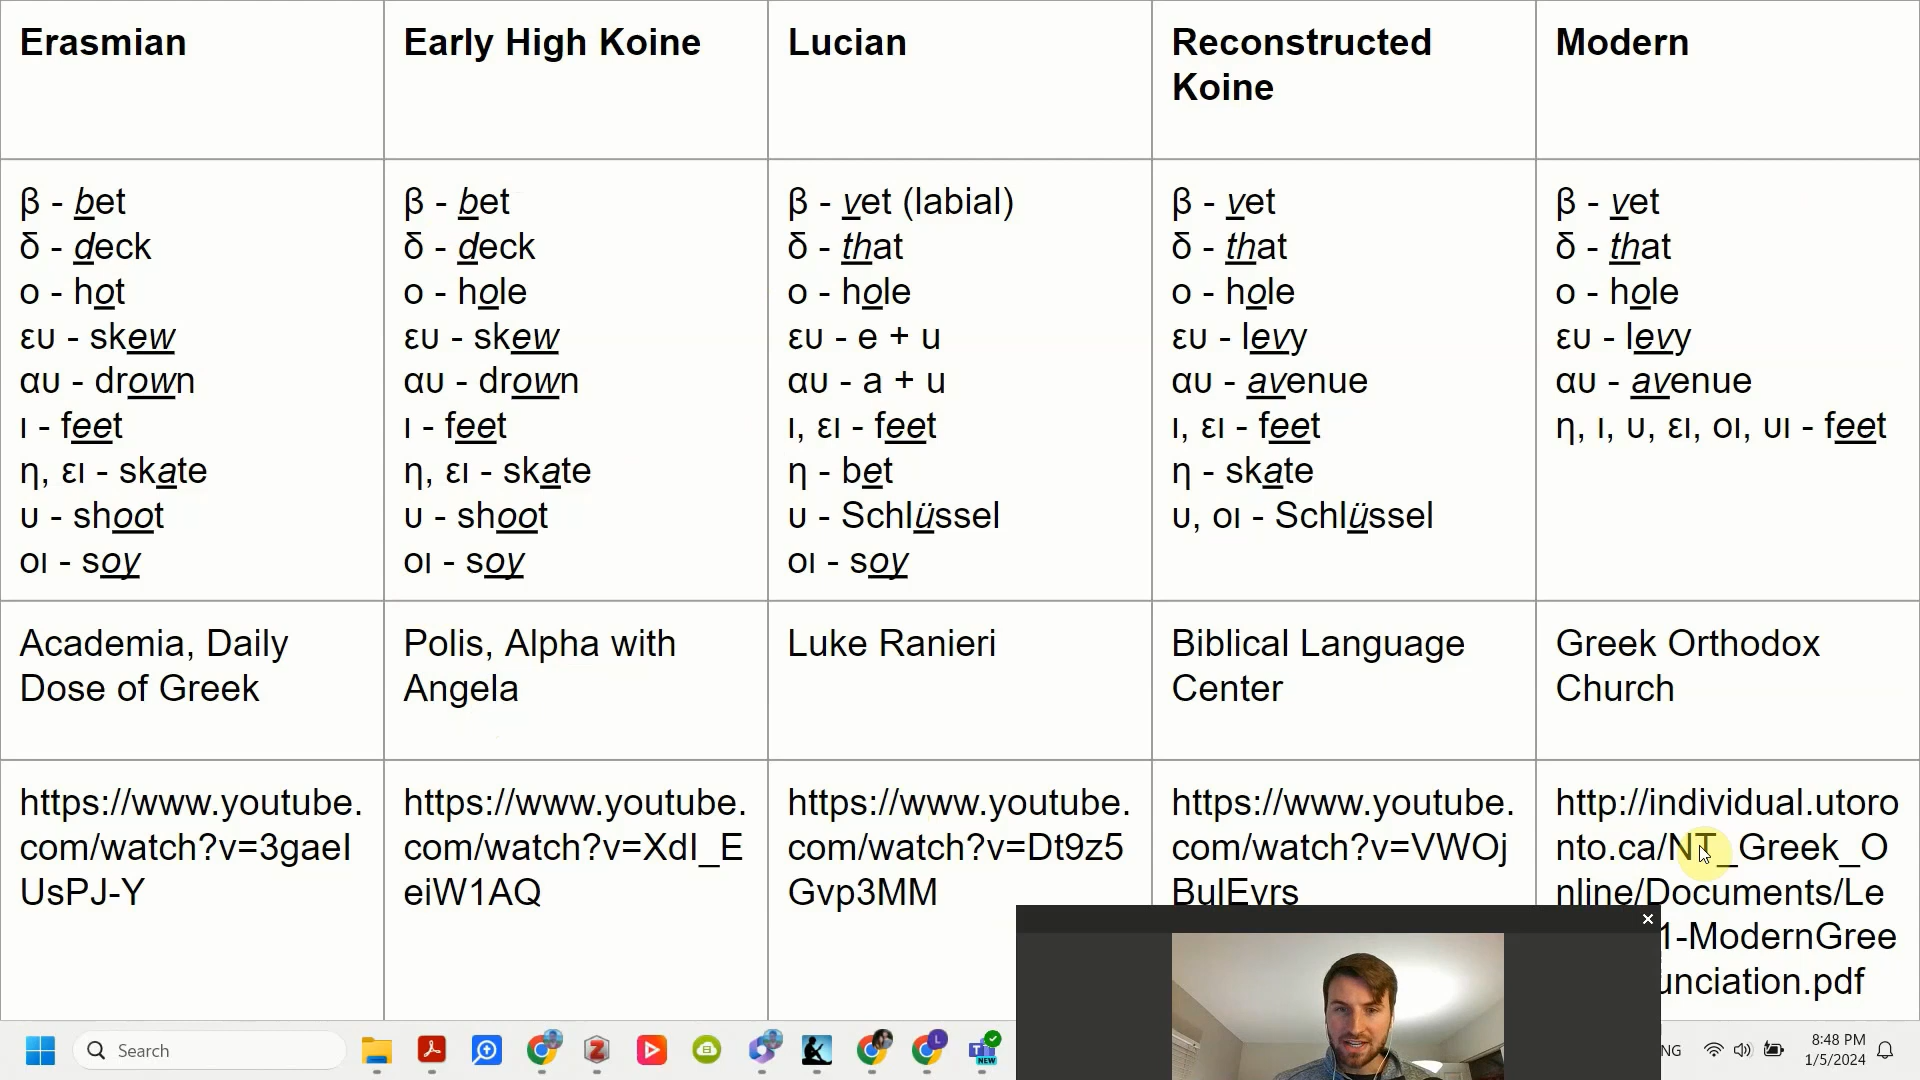 Erasmian
Early High Koine
Lucian
Reconstructed
Koine
Modern
β - bet
δ - deck
ο - hot
ευ - skew
αυ - drown
ι - feet
η, ει - skate
υ - shoot
οι - soy
β - bet
δ - deck
ο - hole
ευ - skew
αυ - drown
ι - feet
η, ει - skate
υ - shoot
οι - soy
β - vet (labial)
δ - that
ο - hole
ευ - e + u
αυ - a + u
ι, ει - feet
η - bet
υ - Schlüssel
οι - soy
β - vet
δ - that
ο - hole
ευ - levy
αυ - avenue
ι, ει - feet
η - skate
υ, οι - Schlüssel
β - vet
δ - that
ο - hole
ευ - levy
αυ - avenue
η, ι, υ, ει, οι, υι - feet
Academia, Daily
Dose of Greek
Polis, Alpha with
Angela
Luke Ranieri
Biblical Language
Center
Greek Orthodox
Church
https://www.youtube.
com/watch?v=3gaeI
UsPJ-Y
https://www.youtube.
com/watch?v=XdI_E
eiW1AQ
https://www.youtube.
com/watch?v=Dt9z5
Gvp3MM
https://www.youtube.
com/watch?v=VWOj
BulEvrs
http://individual.utoro
nto.ca/NT_Greek_O
nline/Documents/Le
1-ModernGree
unciation.pdf
Search
NEW
NG
8:48 PM
1/5/2024